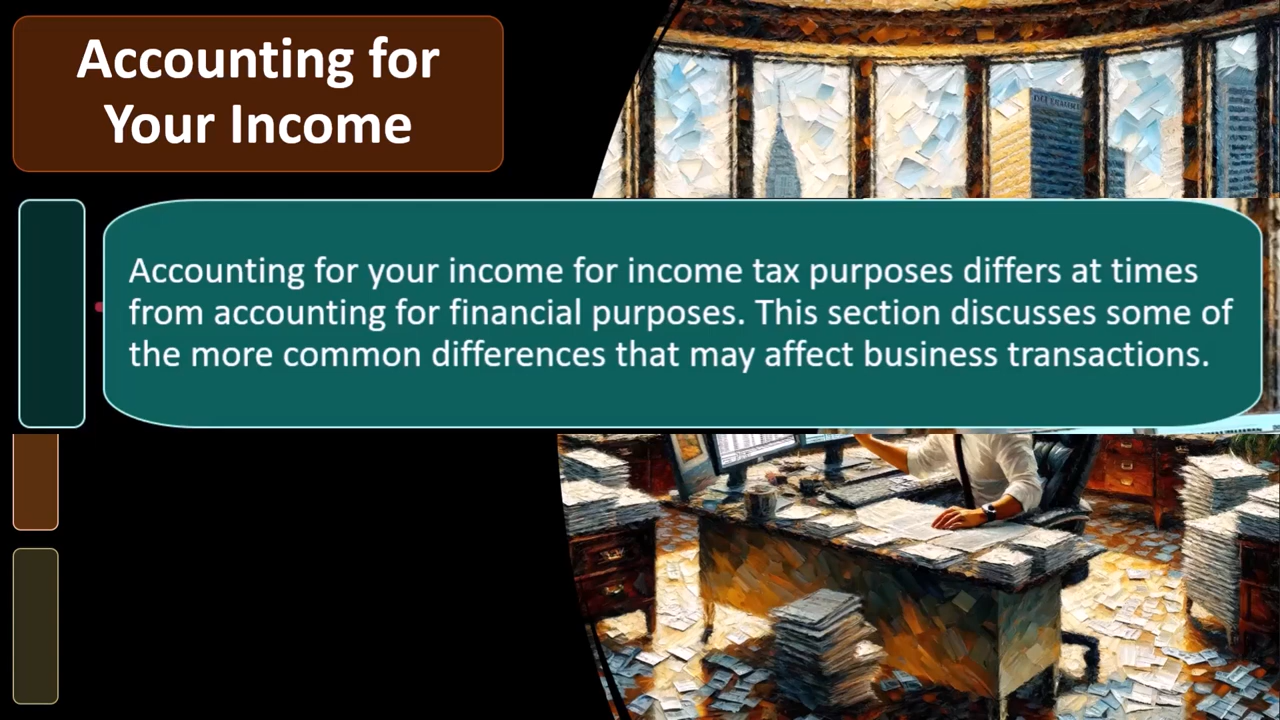 Accounting for
Your Income
Accounting for your income for income tax purposes differs at times
from accounting for financial purposes. This section discusses some of
the more common differences that may affect business transactions.